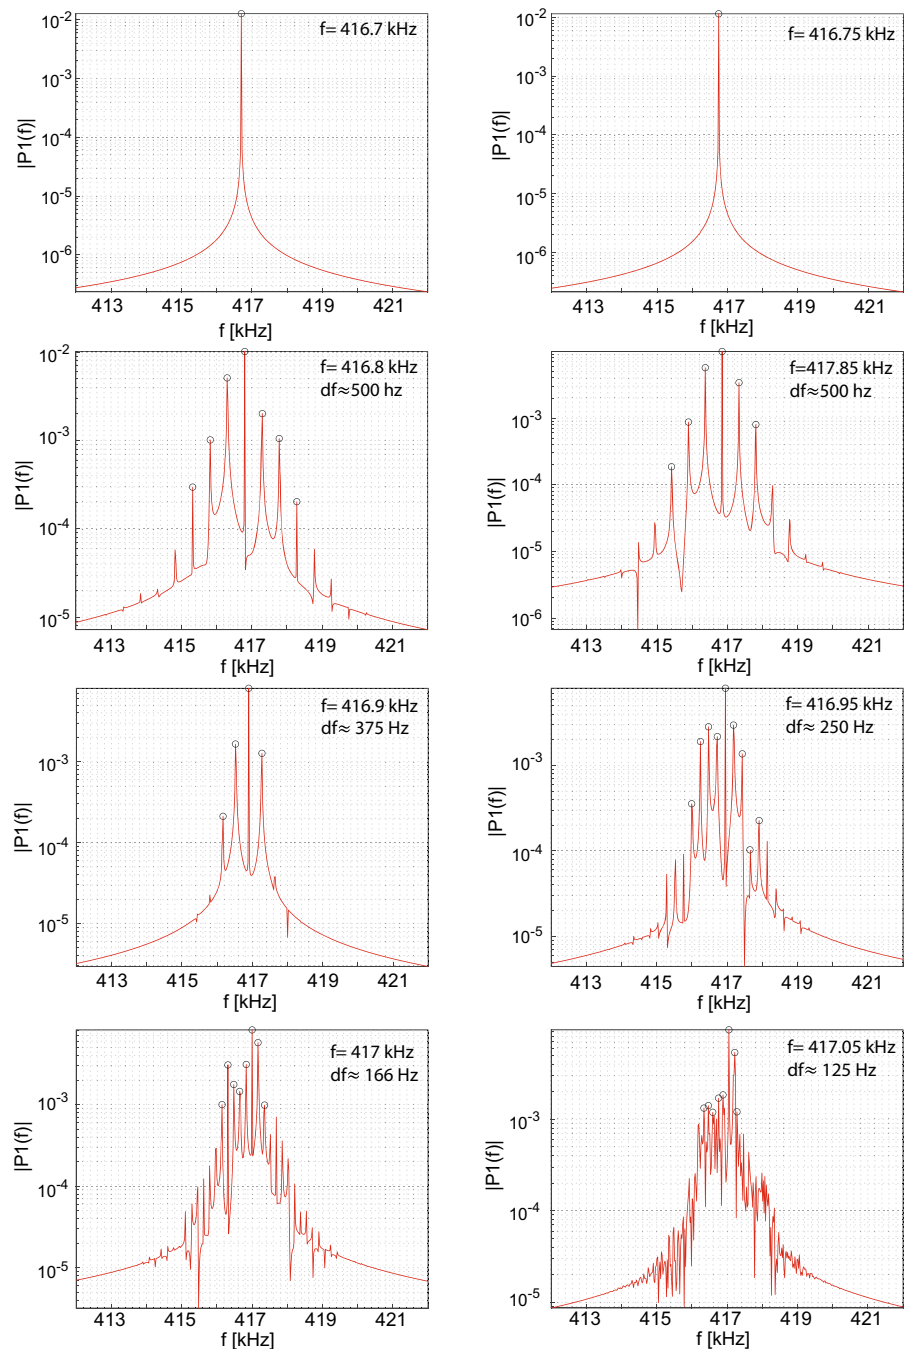 f= 416.7 kHz
|P1(f)|
10-2
10-3
10-4
10-5
10-6
413 415 417 419 421
f [kHz]
f= 416.75 kHz
|P1(f)|
10-2
10-3
10-4
10-5
10-6
413 415 417 419 421
f [kHz]
f= 416.8 kHz
df≈500 hz
|P1(f)|
10-2
10-3
10-4
10-5
413 415 417 419 421
f [kHz]
f=417.85 kHz
df≈500 hz
|P1(f)|
10-3
10-4
10-5
10-6
413 415 417 419 421
f [kHz]
f= 416.9 kHz
df≈ 375 Hz
|P1(f)|
10-3
10-4
10-5
413 415 417 419 421
f [kHz]
f= 416.95 kHz
df≈ 250 Hz
|P1(f)|
10-3
10-4
10-5
413 415 417 419 421
f [kHz]
f= 417 kHz
df≈ 166 Hz
|P1(f)|
10-3
10-4
10-5
413 415 417 419 421
f [kHz]
f= 417.05 kHz
df≈ 125 Hz
|P1(f)|
10-3
10-4
10-5
413 415 417 419 421
f [kHz]